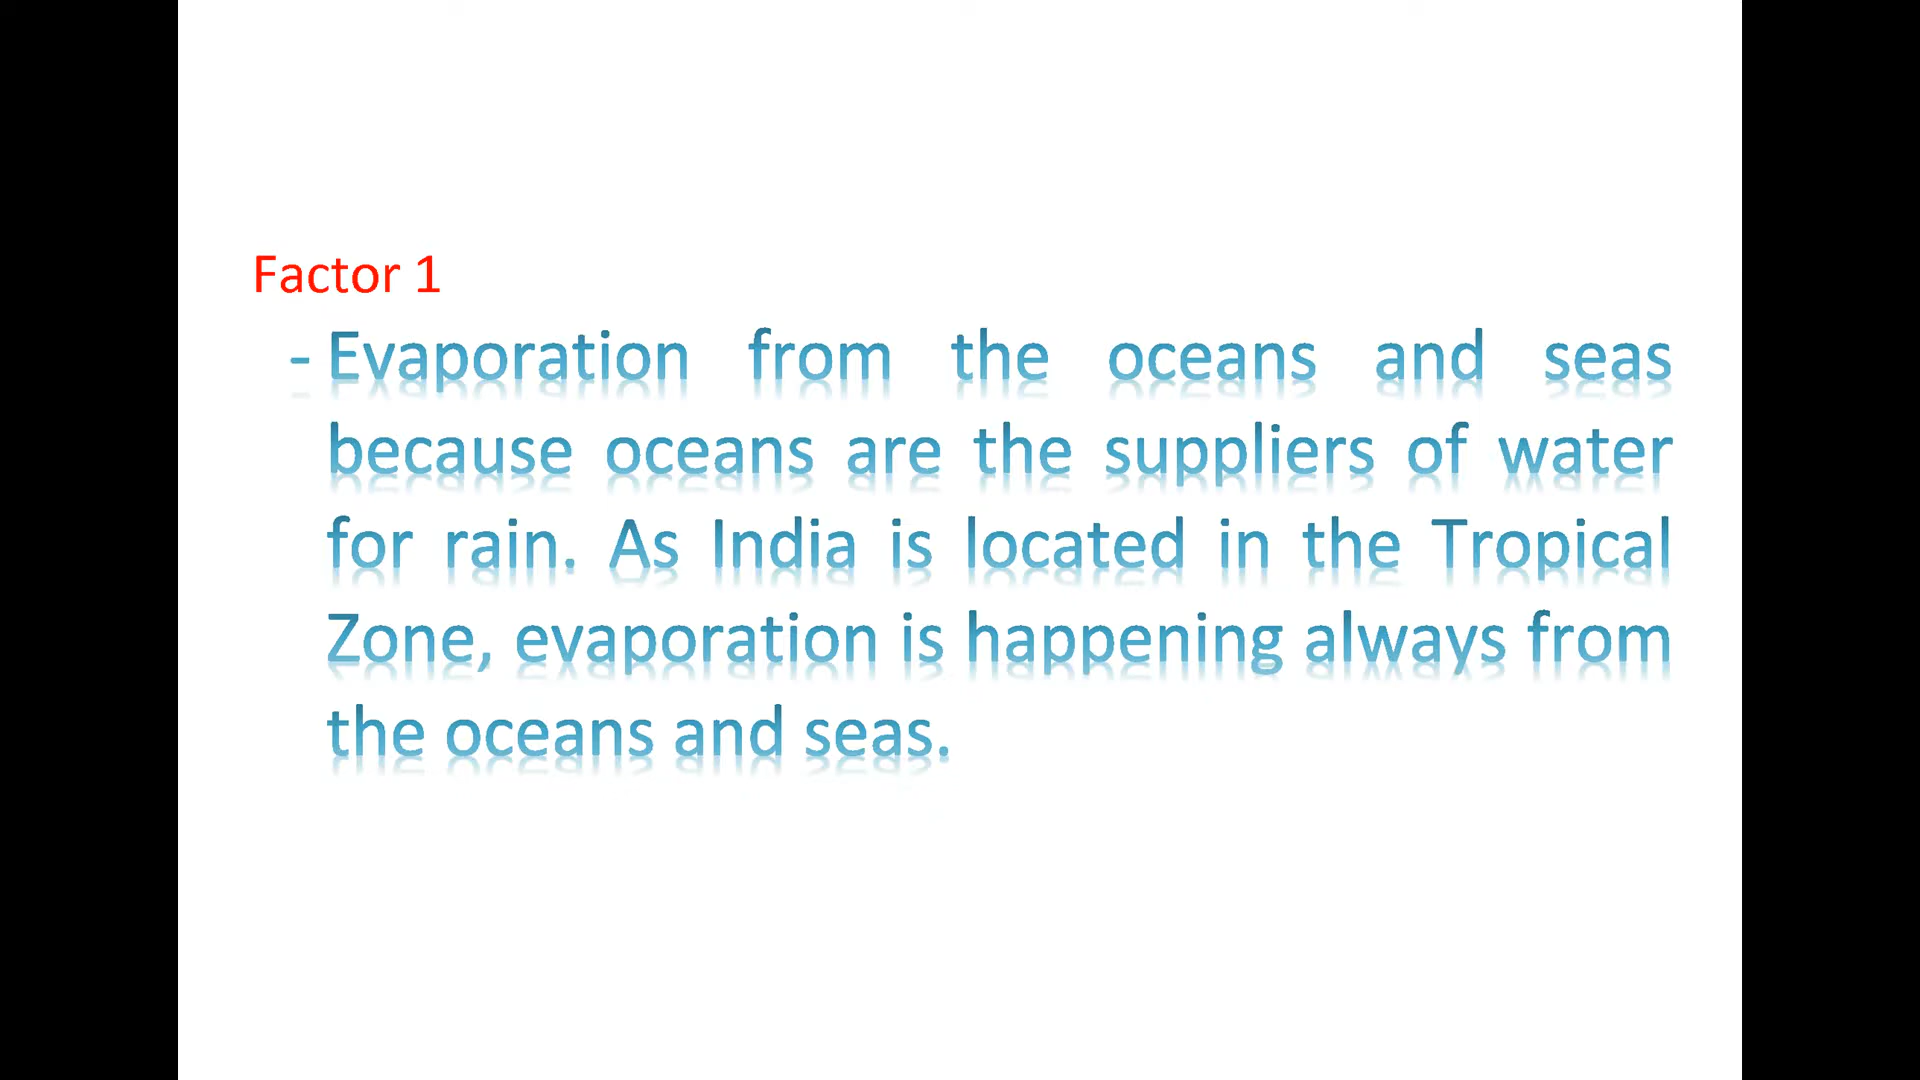 Factor 1
- Evaporation from the oceans and seas
because oceans are the suppliers of water
for rain. As India is located in the Tropical
Zone, evaporation is happening always from
the oceans and seas.